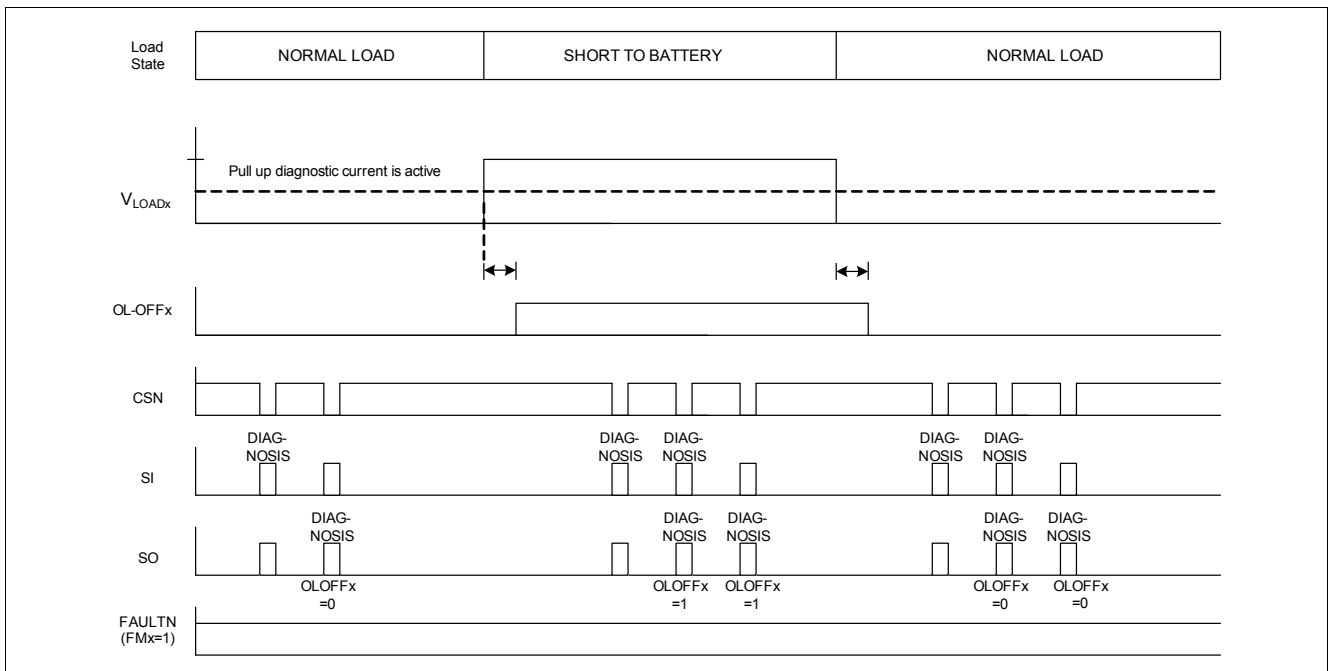 Load
State
NORMAL LOAD
SHORT TO BATTERY
NORMAL LOAD
Pull up diagnostic current is active
VLOADx
OL-OFFx
CSN
DIAG-
NOSIS
DIAG-
NOSIS
DIAG-
NOSIS
DIAG-
NOSIS
DIAG-
NOSIS
SI
DIAG-
NOSIS
DIAG-
NOSIS
DIAG-
NOSIS
DIAG-
NOSIS
DIAG-
NOSIS
SO
OLOFFx
=0
OLOFFx
=1
OLOFFx
=1
OLOFFx
=0
OLOFFx
=0
FAULTN
(FMx=1)